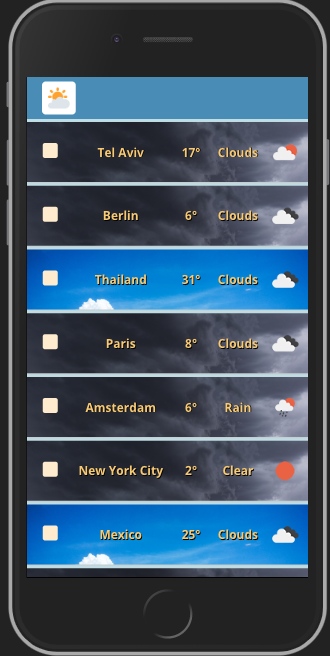 Tel Aviv 17° Clouds
Berlin 6° Clouds
Thailand 31° Clouds
Paris 8° Clouds
Amsterdam 6° Rain
New York City 2° Clear
Mexico 25° Clouds